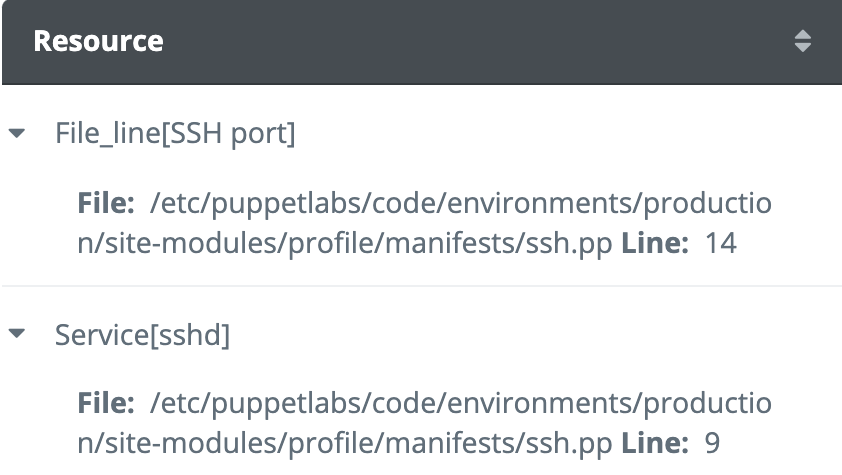 Resource
File_line[SSH port]
File: /etc/puppetlabs/code/environments/productio
n/site-modules/profile/manifests/ssh.pp Line: 14
Service[sshd]
File: /etc/puppetlabs/code/environments/productio
n/site-modules/profile/manifests/ssh.pp Line: 9